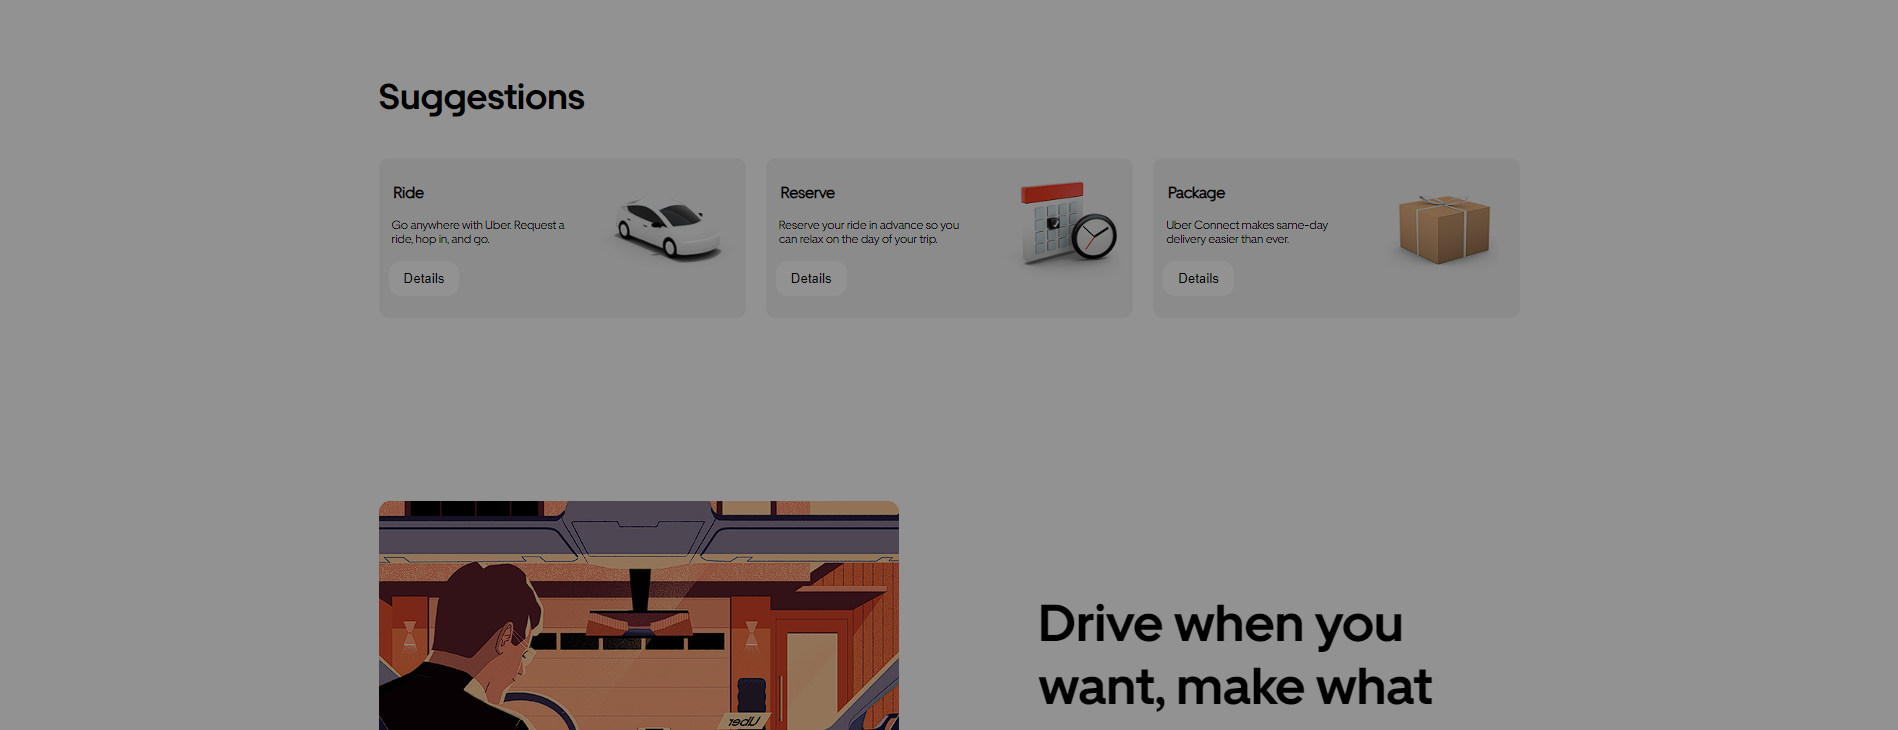 Suggestions
Ride
Go anywhere with Uber. Request a
ride, hop in, and go.
Details
Reserve
Reserve your ride in advance so you
can relax on the day of your trip.
Details
Package
Uber Connect makes same-day
delivery easier than ever.
Details
Uber
Drive when you
want, make what